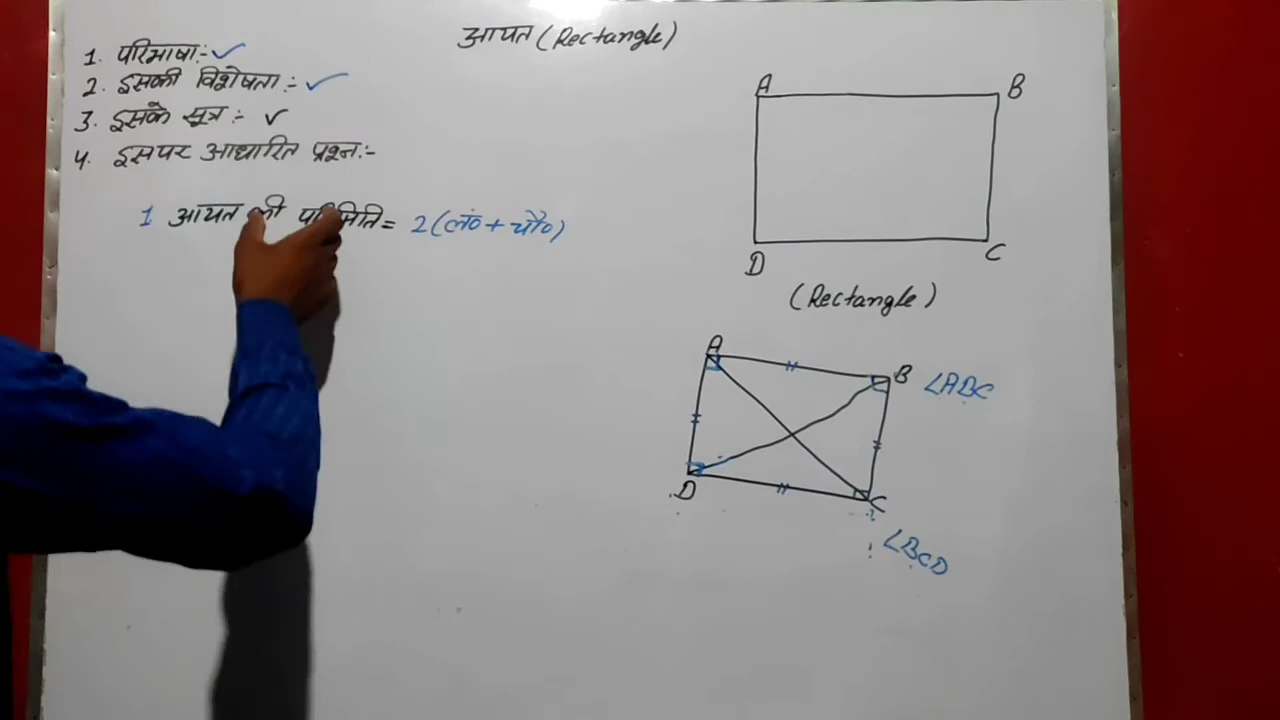 आयत (Rectangle)
1. परिभाषा:- ✓
2. इसकी विशेषता:- ✓
3. इसके सूत्र:- ✓
4. इसपर आधारित प्रश्न:-
1 आयत की परिमिति = 2(लं० + चौ०)
A B
D C
(Rectangle)
A
B ∠ABC
D C
∠BCD